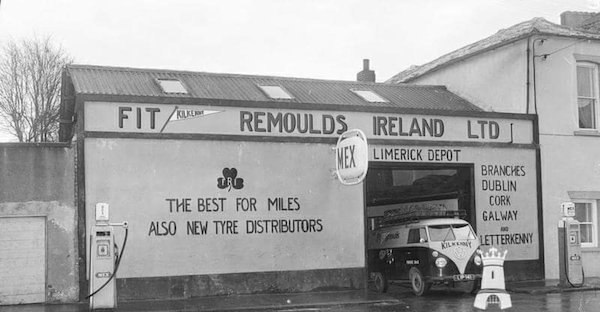 FIT KILKENNY REMOULDS IRELAND LTD
LIMERICK DEPOT
MEX
BRANCHES
DUBLIN
CORK
GALWAY
AND
LETTERKENNY
THE BEST FOR MILES
ALSO NEW TYRE DISTRIBUTORS
KILKENNY
MEX